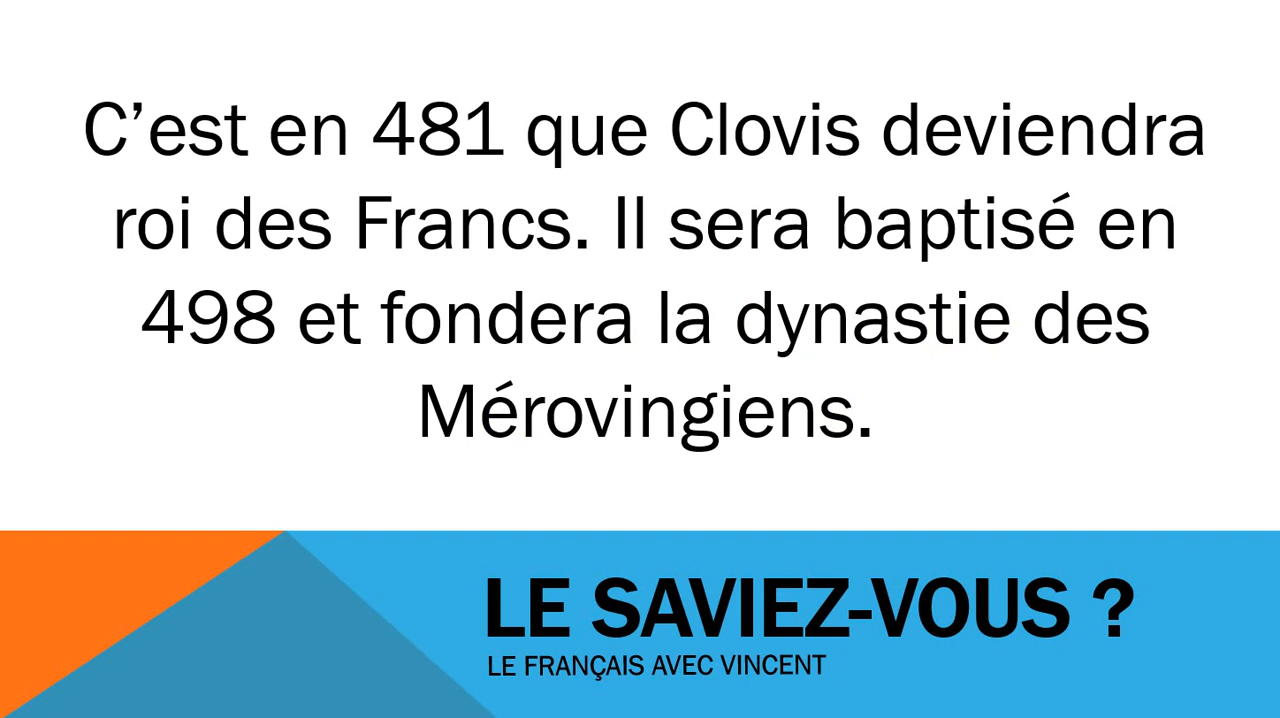 C’est en 481 que Clovis deviendra
roi des Francs. Il sera baptisé en
498 et fondera la dynastie des
Mérovingiens.
LE SAVIEZ-VOUS ?
LE FRANÇAIS AVEC VINCENT